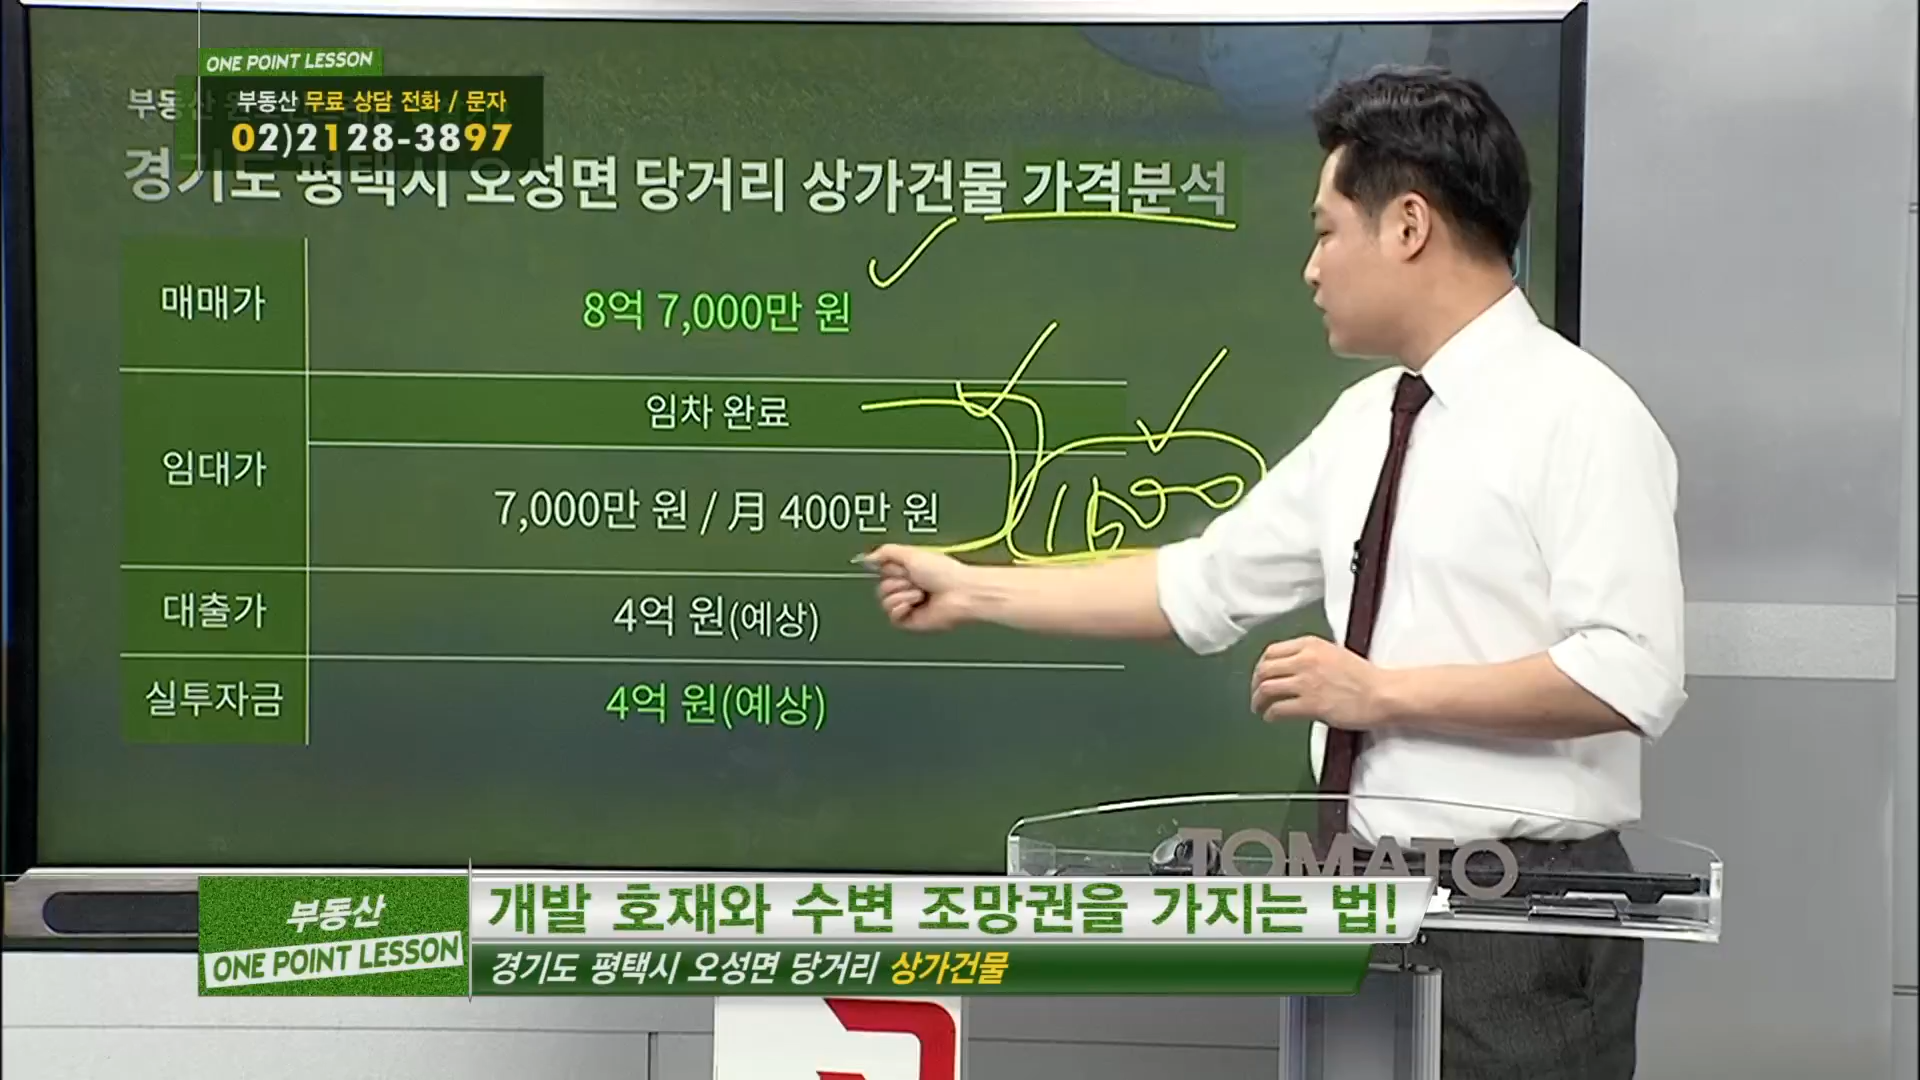 ONE POINT LESSON
부동산 무료 상담 전화 / 문자
02)2128-3897
부동산
경기도 평택시 오성면 당거리 상가건물 가격분석
매매가
8억 7,000만 원
임대가
임차 완료
7,000만 원 / 月 400만 원
1500
대출가
4억 원(예상)
실투자금
4억 원(예상)
TOMATO
부동산
ONE POINT LESSON
개발 호재와 수변 조망권을 가지는 법!
경기도 평택시 오성면 당거리 상가건물